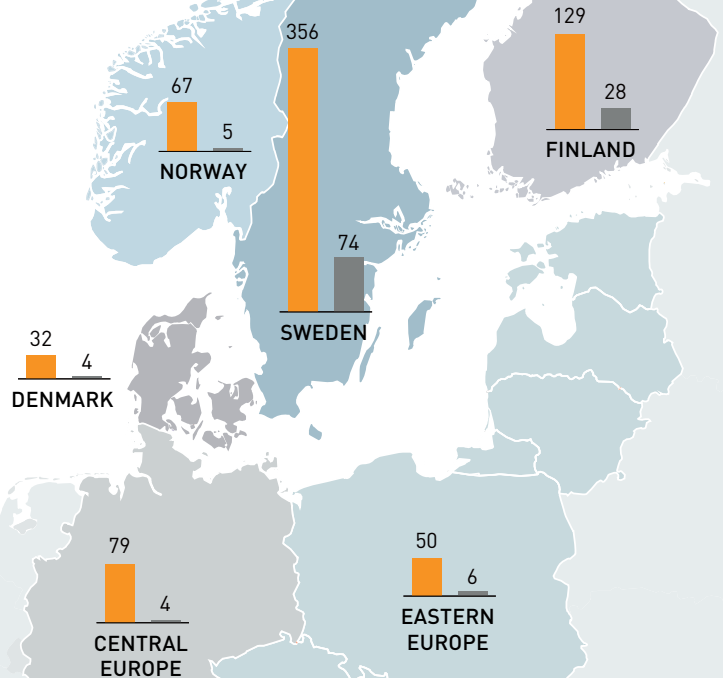 356
74
SWEDEN
129
28
FINLAND
67
5
NORWAY
32
4
DENMARK
79
4
CENTRAL
EUROPE
50
6
EASTERN
EUROPE